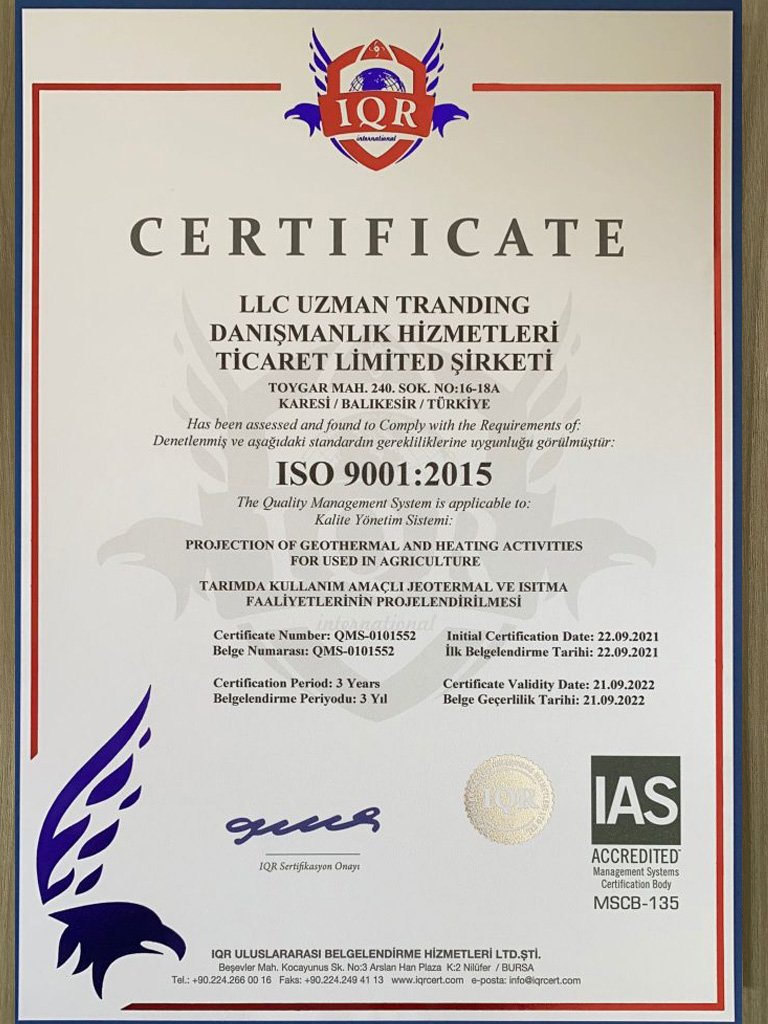 IQR
international
CERTIFICATE
LLC UZMAN TRANDING
DANIŞMANLIK HİZMETLERİ
TİCARET LİMİTED ŞİRKETİ
TOYGAR MAH. 240. SOK. NO:16-18A
KARESİ / BALIKESİR / TÜRKİYE
Has been assessed and found to Comply with the Requirements of:
Denetlenmiş ve aşağıdaki standardın gerekliliklerine uygunluğu görülmüştür:
ISO 9001:2015
The Quality Management System is applicable to:
Kalite Yönetim Sistemi:
PROJECTION OF GEOTHERMAL AND HEATING ACTIVITIES
FOR USED IN AGRICULTURE
TARIMDA KULLANIM AMAÇLI JEOTERMAL VE ISITMA
FAALİYETLERİNİN PROJELENDİRİLMESİ
international
Certificate Number: QMS-0101552 Initial Certification Date: 22.09.2021
Belge Numarası: QMS-0101552 İlk Belgelendirme Tarihi: 22.09.2021
Certification Period: 3 Years Certificate Validity Date: 21.09.2022
Belgelendirme Periyodu: 3 Yıl Belge Geçerlilik Tarihi: 21.09.2022
IQR
IAS
ACCREDITED
Management Systems
Certification Body
MSCB-135
IQR Sertifikasyon Onayı
IQR ULUSLARARASI BELGELENDİRME HİZMETLERİ LTD.ŞTİ.
Beşevler Mah. Kocayunus Sk. No:3 Arslan Han Plaza K:2 Nilüfer / BURSA
Tel.: +90.224.266 00 16 Faks: +90.224.249 41 13 www.iqrcert.com e-posta: info@iqrcert.com